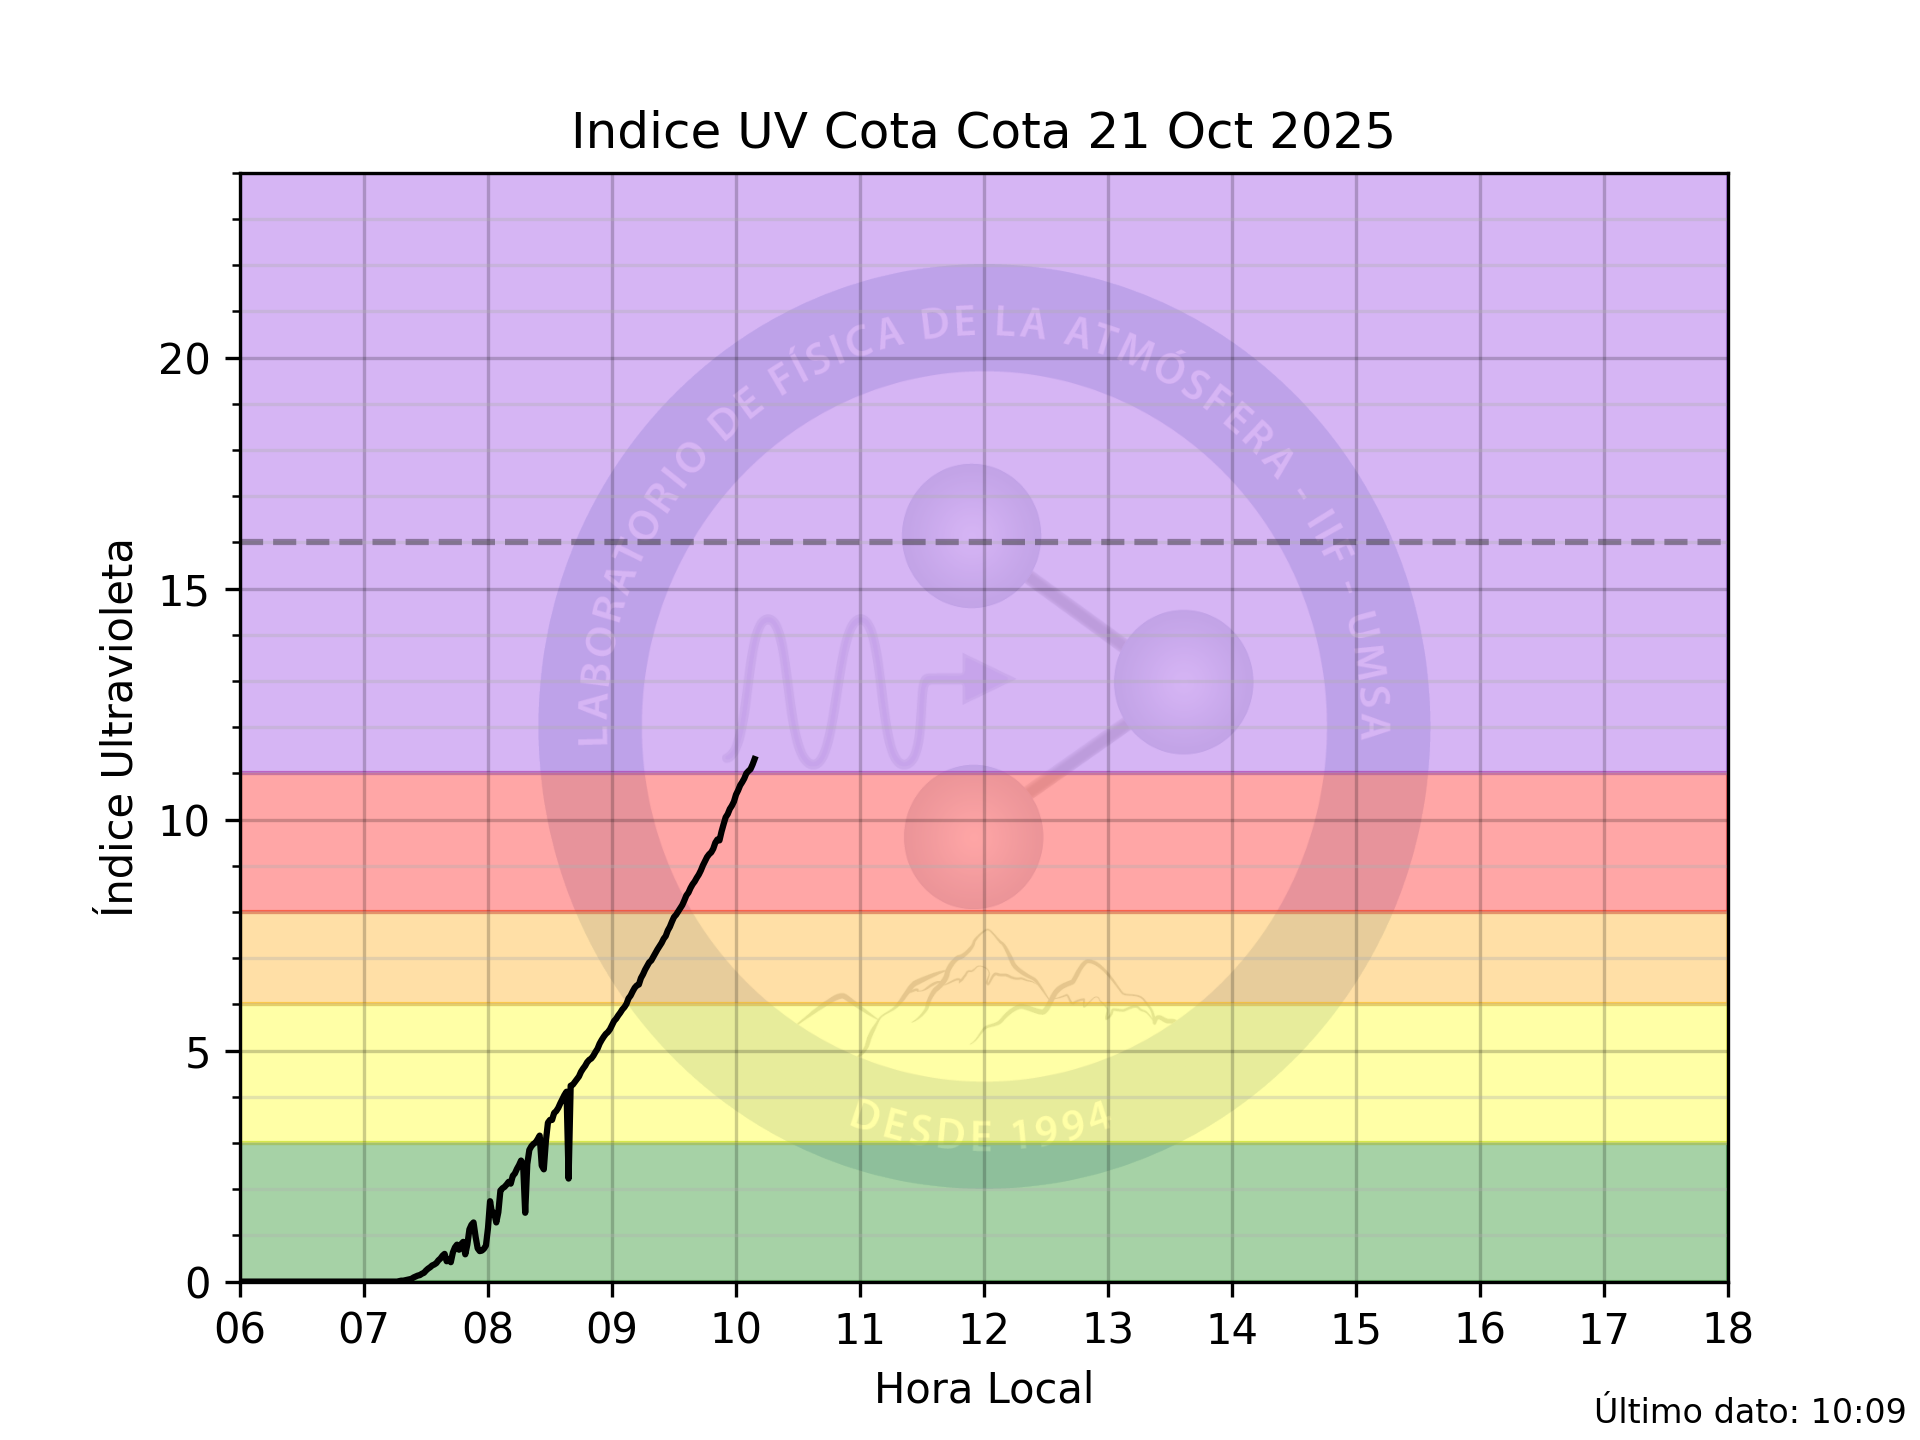 Indice UV Cota Cota 21 Oct 2025
Índice Ultravioleta
20
15
10
5
0
LABORATORIO DE FÍSICA DE LA ATMÓSFERA - IIF - UMSA
DESDE 1994
06 07 08 09 10 11 12 13 14 15 16 17 18
Hora Local
Último dato: 10:09